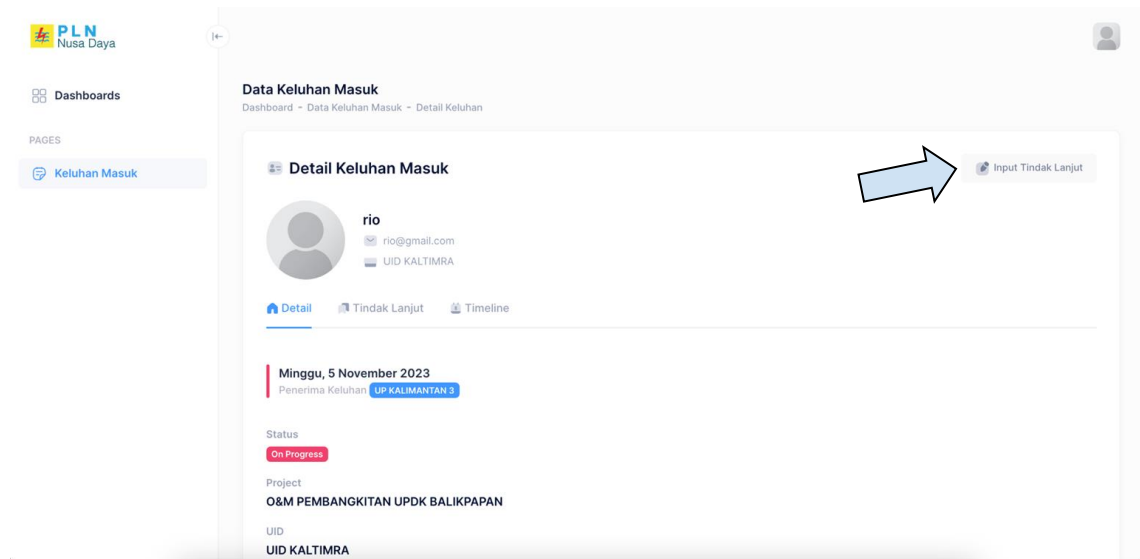 PLN
Nusa Daya
Dashboards
PAGES
Keluhan Masuk
Data Keluhan Masuk
Dashboard - Data Keluhan Masuk - Detail Keluhan
Detail Keluhan Masuk
Input Tindak Lanjut
rio
rio@gmail.com
UID KALTIMRA
Detail Tindak Lanjut Timeline
Minggu, 5 November 2023
Penerima Keluhan UP KALIMANTAN 3
Status
On Progress
Project
O&M PEMBANGKITAN UPDK BALIKPAPAN
UID
UID KALTIMRA